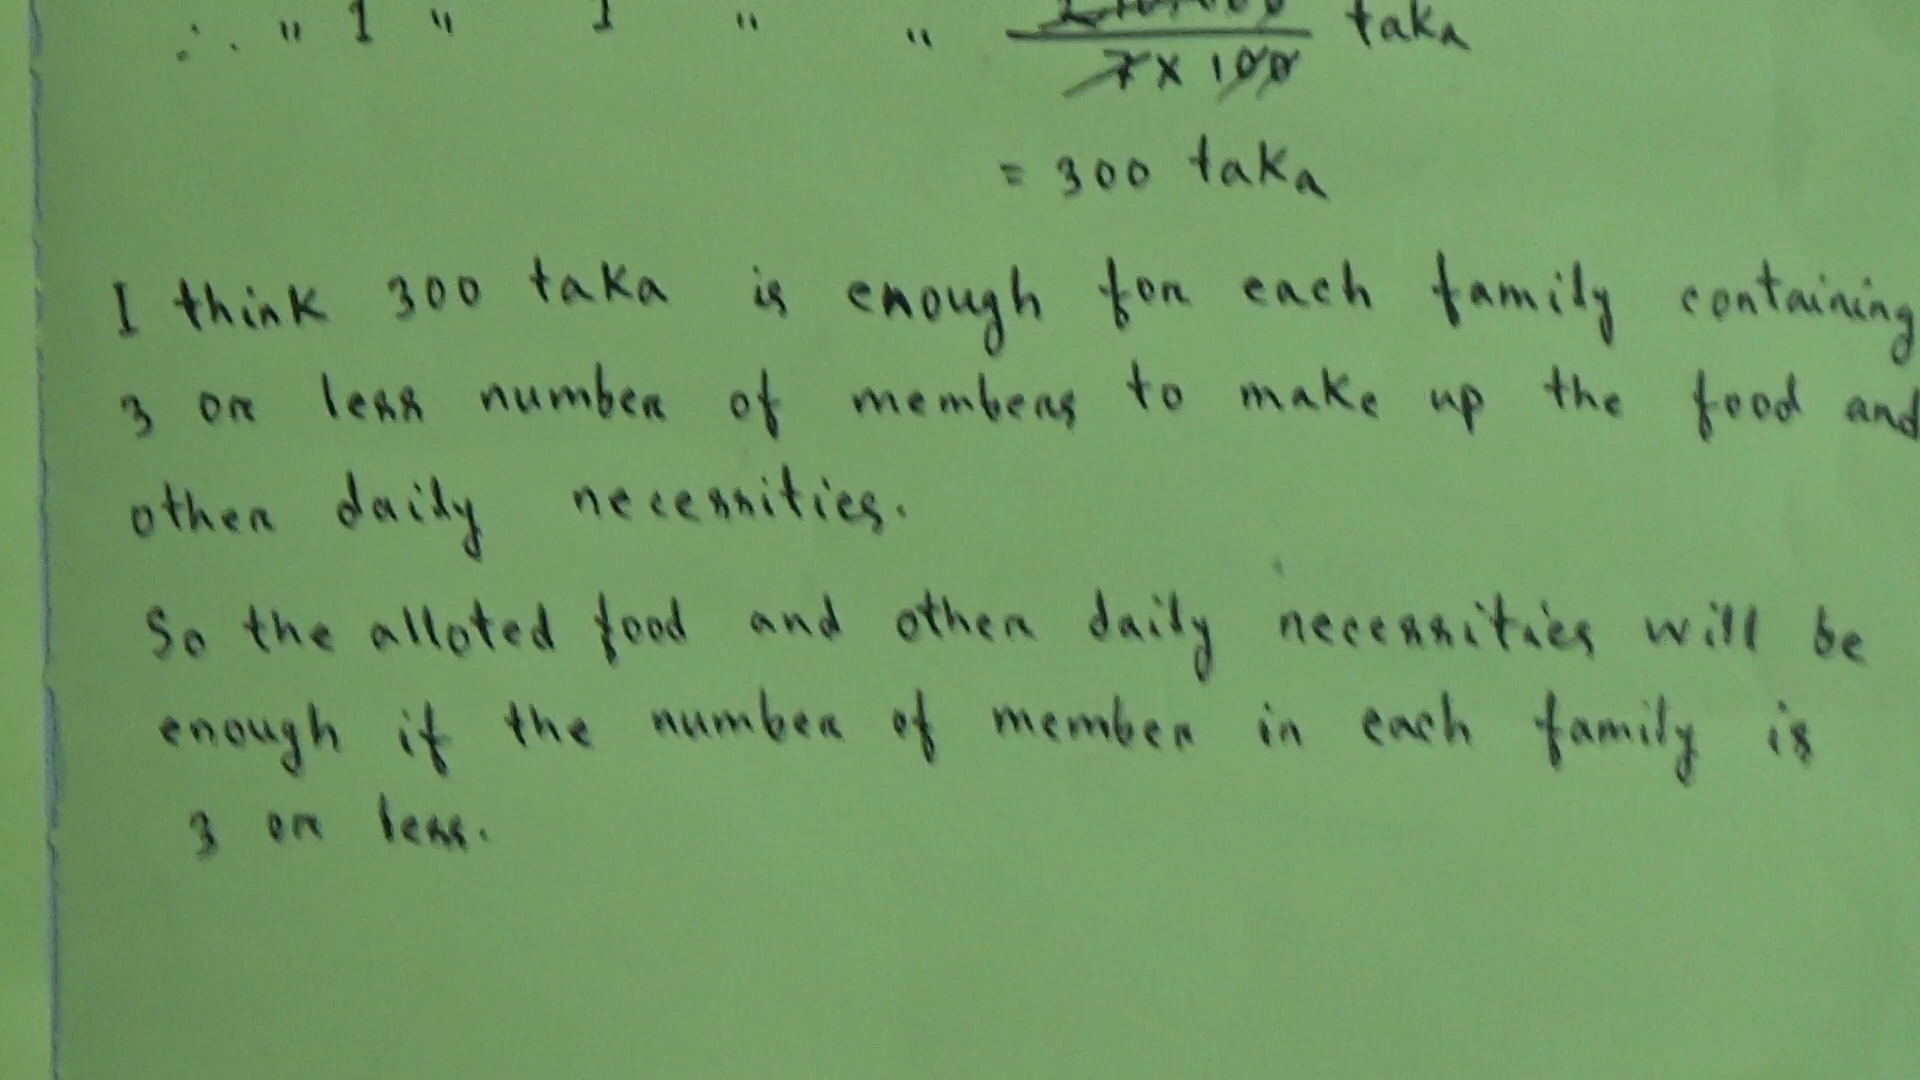 ∴ " 1 " 1 " " taka
7 x 100
= 300 taka
I think 300 taka is enough for each family containing
3 or less number of members to make up the food and
other daily necessities.
So the alloted food and other daily necessities will be
enough if the number of member in each family is
3 or less.